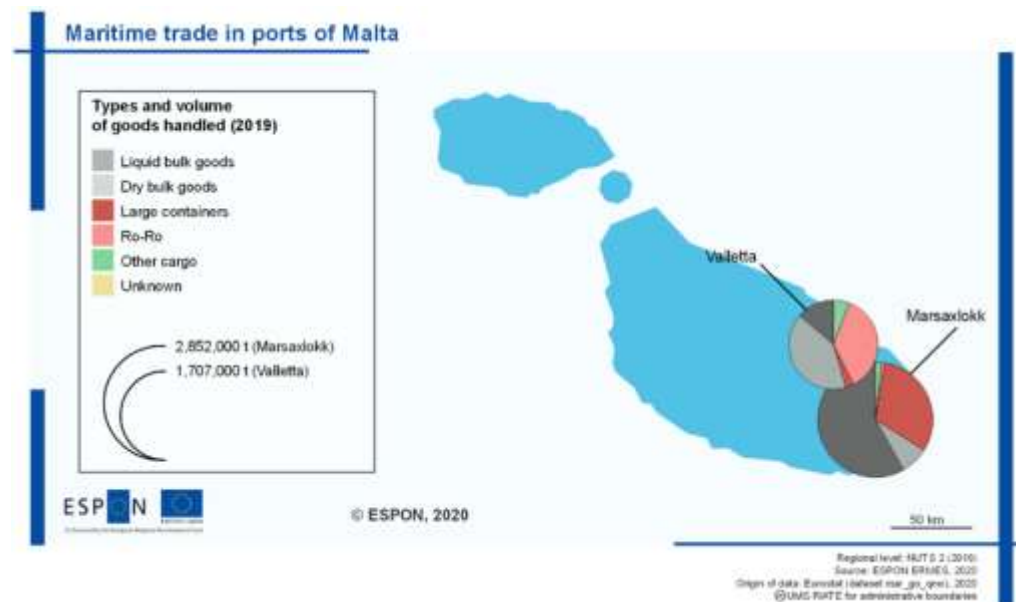 Maritime trade in ports of Malta
Types and volume
of goods handled (2019)
Liquid bulk goods
Dry bulk goods
Large containers
Ro-Ro
Other cargo
Unknown
2,852,000 t (Marsaxlokk)
1,707,000 t (Valletta)
Valletta
Marsaxlokk
ESPON
© ESPON, 2020
50 km
Regional level: NUTS 2 (2016)
Source: ESPON ERMES, 2020
Origin of data: Eurostat (dataset mar_go_qmc), 2020
© UMS RIATE for administrative boundaries